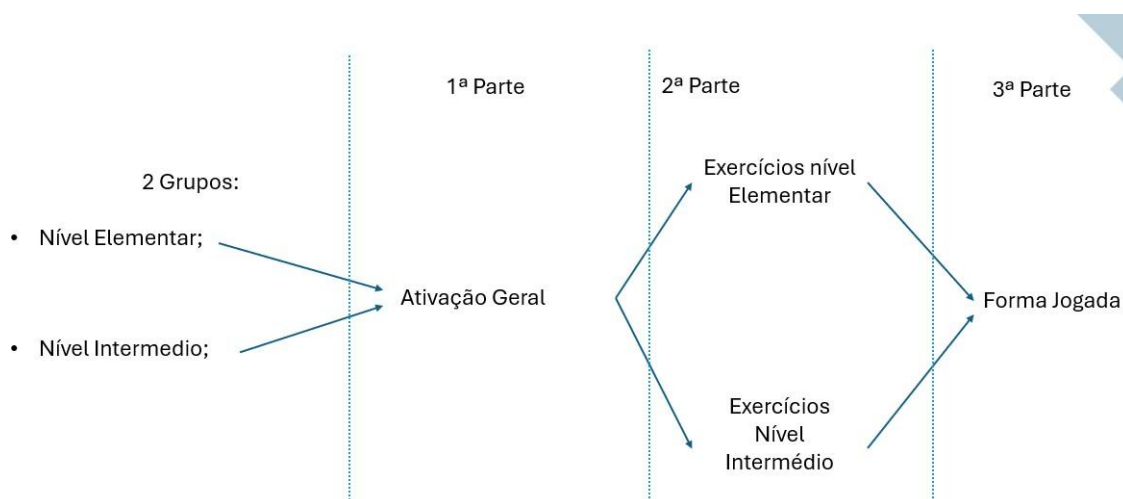 1ª Parte
2ª Parte
3ª Parte
2 Grupos:
• Nível Elementar;
• Nível Intermedio;
Ativação Geral
Exercícios nível
Elementar
Exercícios
Nível
Intermédio
Forma Jogada